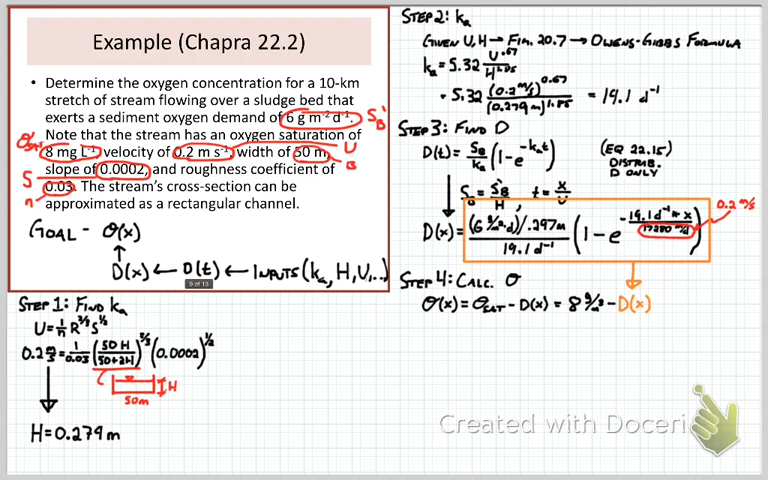 Example (Chapra 22.2)
• Determine the oxygen concentration for a 10-km
stretch of stream flowing over a sludge bed that
exerts a sediment oxygen demand of 6 g m⁻² d⁻¹. S_B'
Note that the stream has an oxygen saturation of
8 mg L⁻¹, velocity of 0.2 m s⁻¹, width of 50 m,
slope of 0.0002, and roughness coefficient of
0.03. The stream's cross-section can be
approximated as a rectangular channel.
U
B
S
n
GOAL - O(x)
↑
D(x) ← D(t) ← INPUTS (ka, H, U, ...)
9 of 13
STEP 1: FIND ka
U = 1/n R^2/3 S^1/2
0.2 m/s = 1/0.03 (50H/50+2H)^2/3 (0.0002)^1/2
H
50m
H = 0.279 m
STEP 2: ka
GIVEN U, H → FIG. 20.7 → OWENS-GIBBS FORMULA
ka = 5.32 U^.67/H^1.85
= 5.32 (0.2 m/s)^0.67/(0.279 m)^1.85 = 19.1 d⁻¹
STEP 3: FIND D
D(t) = S_B/ka (1 - e^-kat) (EQ 22.15)
DISTRIB.
D ONLY
S_B = S_B'/H, t = x/U
0.2 m/s
D(x) = (6 g/m²·d)/.297m/19.1 d⁻¹ (1 - e^-19.1 d⁻¹ * x/17280 m/d)
STEP 4: CALC. O
O(x) = O_SAT - D(x) = 8 g/m³ - D(x)
Created with Doceri